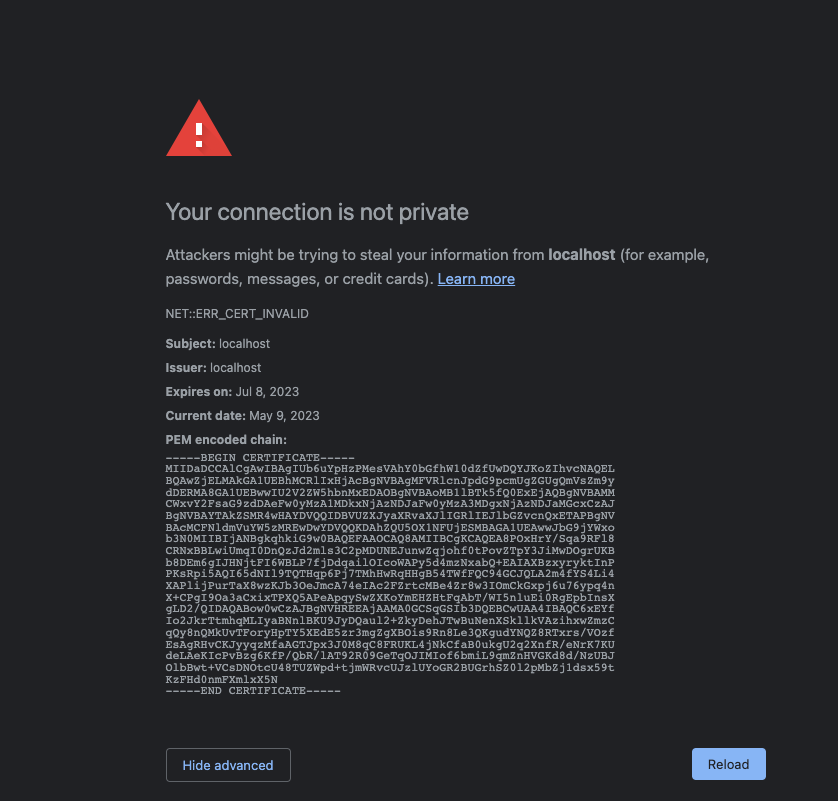 Your connection is not private
Attackers might be trying to steal your information from localhost (for example,
passwords, messages, or credit cards). Learn more
NET::ERR_CERT_INVALID
Subject: localhost
Issuer: localhost
Expires on: Jul 8, 2023
Current date: May 9, 2023
PEM encoded chain:
-----BEGIN CERTIFICATE-----
MIIDaDCCAlCgAwIBAgIUb6uYpHzPMesVAhY0bGfhW10dZfUwDQYJKoZIhvcNAQEL
BQAwZjELMAkGA1UEBhMCRlIxHjAcBgNVBAgMFVRlcnJpdG9pcmUgZGUgQmVsZm9y
dDERMA8GA1UEBwwIU2V2ZW5hbnMxEDAOBgNVBAoMB1lBTk5fQ0ExEjAQBgNVBAMM
CWxvY2FsaG9zdDAeFw0yMzA1MDkxNjAzNDJaFw0yMzA3MDgxNjAzNDJaMGcxCzAJ
BgNVBAYTAkZSMR4wHAYDVQQIDBVUZXJyaXRvaXJlIGRlIEJlbGZvcnQxETAPBgNV
BAcMCFNldmVuYW5zMREwDwYDVQQKDAhZQU5OX1NFUjESMBAGA1UEAwwJbG9jYWxo
b3N0MIIBIjANBgkqhkiG9w0BAQEFAAOCAQ8AMIIBCgKCAQEA8POxHrY/Sqa9RFl8
CRNxBBLwiUmqI0DnQzJd2mls3C2pMDUNEJunwZqjohf0tPovZTpY3JiMwDOgrUKB
b8DEm6gIJHNjtFI6WBLP7fjDdqailOIcoWAPy5d4mzNxabQ+EAIAXBzxyryktInP
PKsRpi5AQI65dNIl9TQTHqp6Pj7TMhHwRqHHgB54TWfFQC94GCJQLA2m4fYS4Li4
XAPlijPurTaX8wzKJb3OeJmcA74eIAc2FZrtcMBe4Zr8w3IOmCkGxpj6u76ypq4n
X+CPgI9Oa3aCxixTPXQ5APeApqySwZXKoYmEHZHtFqAbT/WI5nluEi0RgEpbInsX
gLD2/QIDAQABow0wCzAJBgNVHREEAjAAMA0GCSqGSIb3DQEBCwUAA4IBAQC6xEYf
Io2JkrTtmhqMLIyaBNnlBKU9JyDQaul2+ZkyDehJTwBuNenXSkllkVAzihxwZmzC
qQy8nQMkUvTForyHpTY5XEdE5zr3mgZgXBOis9Rn8Le3QKgudYNQZ8RTxrs/VOzf
EsAgRHvCKJyyqzMfaAGTJpx3J0M8gC8FRUKL4jNkCfaB0ukgU2q2XnfR/eNrK7KU
deLAeKIcPvBzg6KfP/QbR/lAT92R09GeTqOJIMIof6bmiL9qmZnHVGKd8d/NzUBJ
OlbBwt+VCsDNOtcU48TUZWpd+tjmWRvcUJzlUYoGR2BUGrhSZ0l2pMbZj1dsx59t
KzFHd0nmFXmlxX5N
-----END CERTIFICATE-----
Hide advanced
Reload